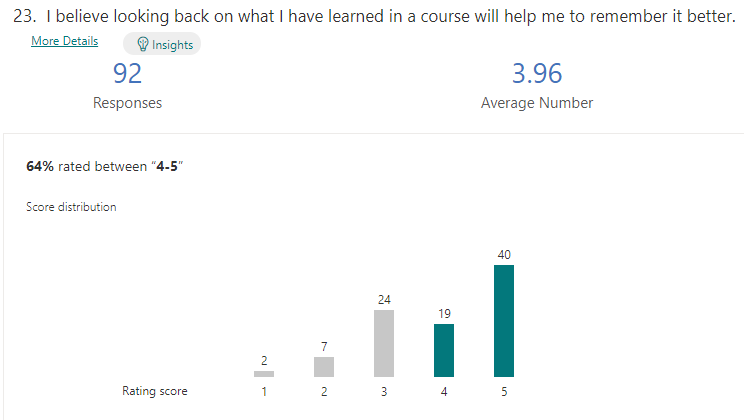 23. I believe looking back on what I have learned in a course will help me to remember it better.
More Details Insights
92 3.96
Responses Average Number
64% rated between "4-5"
Score distribution
40
24
19
7
2
Rating score 1 2 3 4 5